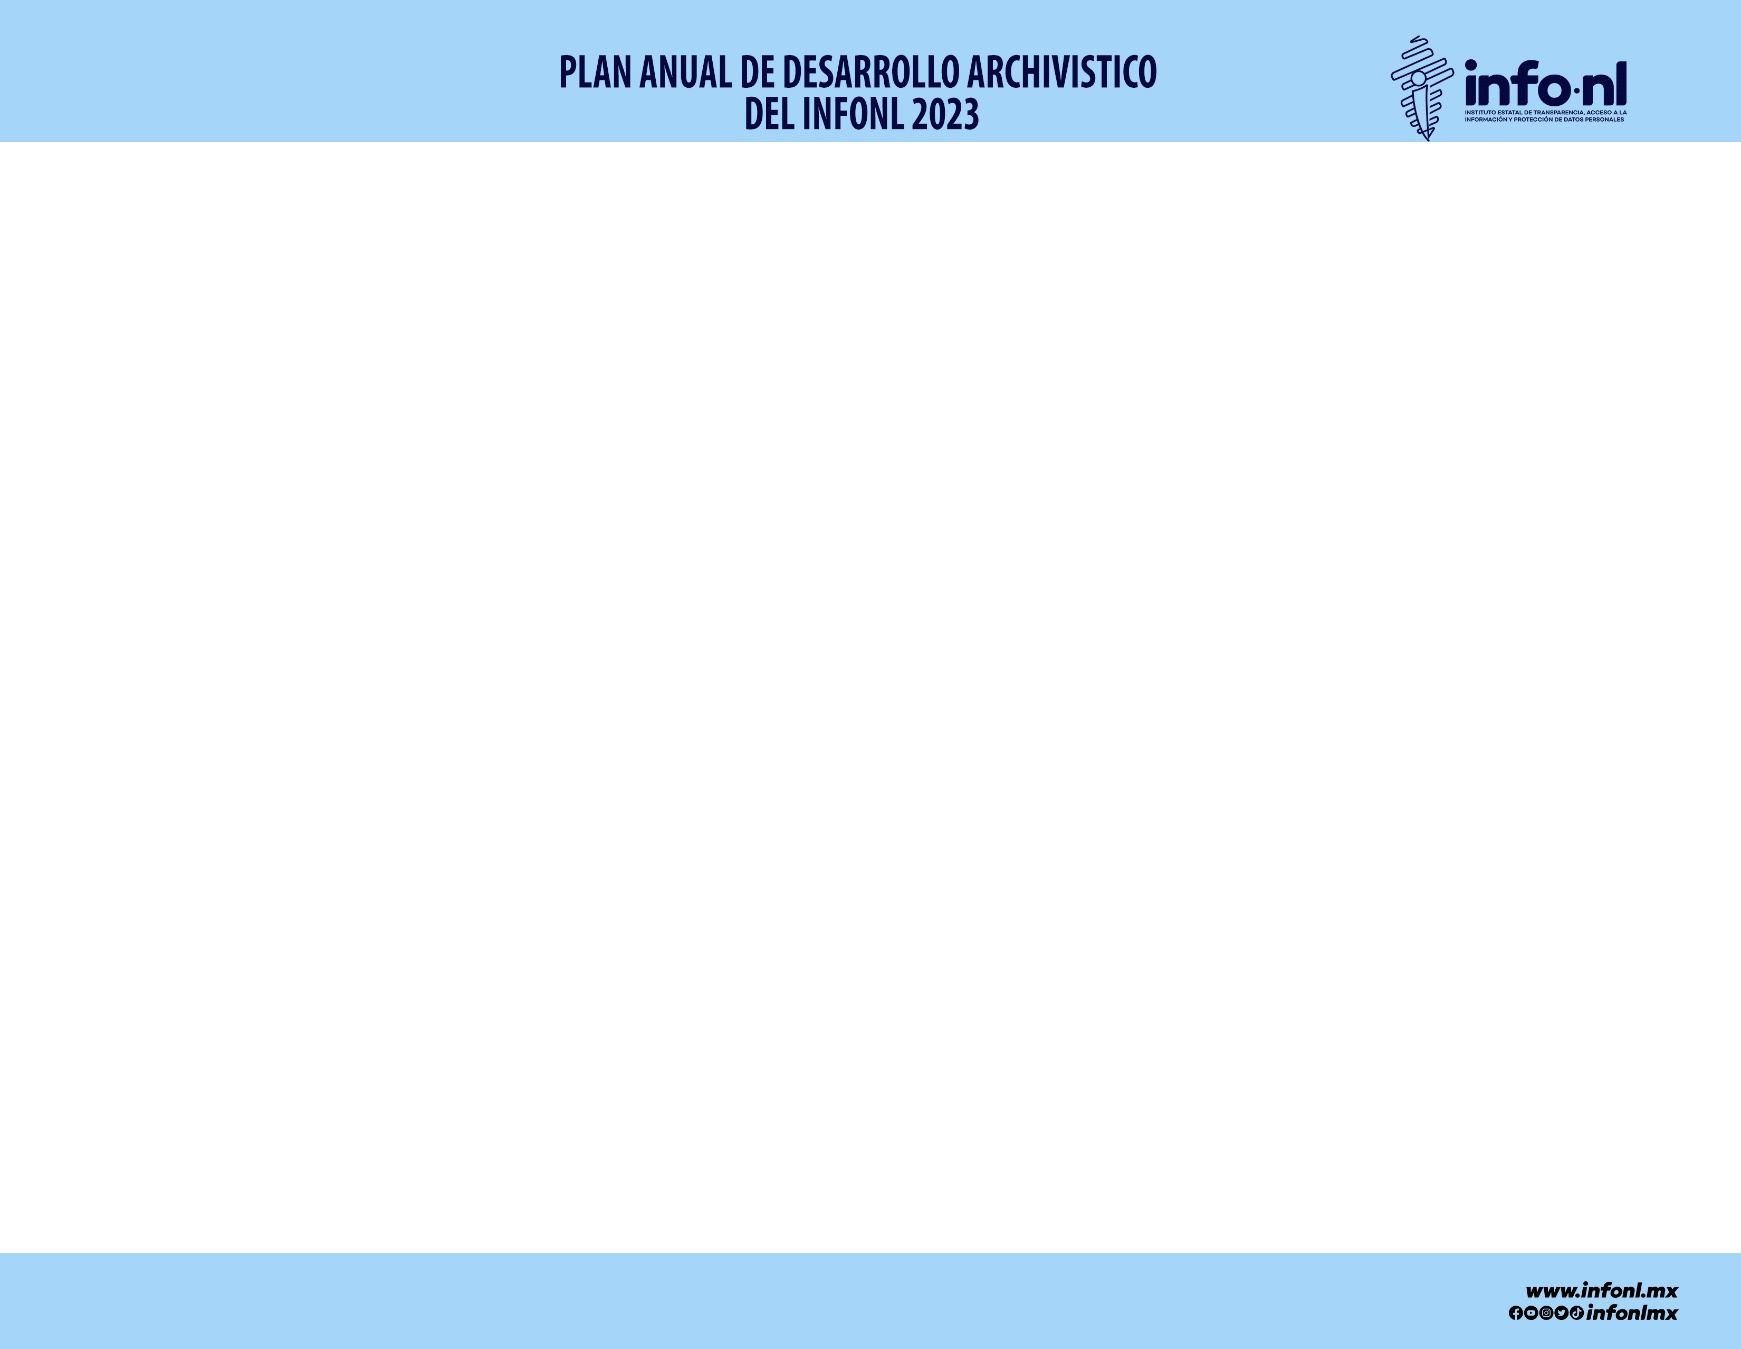 PLAN ANUAL DE DESARROLLO ARCHIVISTICO
DEL INFONL 2023
info·nl
INSTITUTO ESTATAL DE TRANSPARENCIA, ACCESO A LA
INFORMACIÓN Y PROTECCIÓN DE DATOS PERSONALES
www.infonl.mx
infonlmx